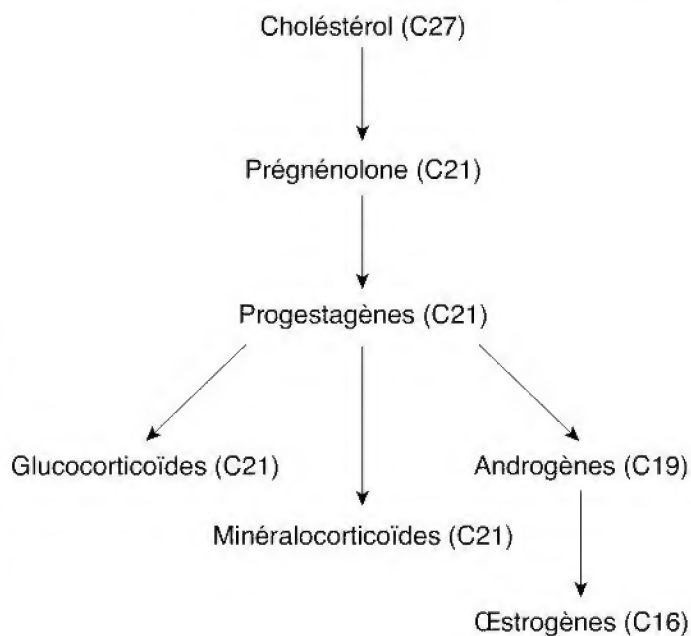 Choléstérol (C27)
Prégnénolone (C21)
Progestagènes (C21)
Glucocorticoïdes (C21)
Androgènes (C19)
Minéralocorticoïdes (C21)
Œstrogènes (C16)